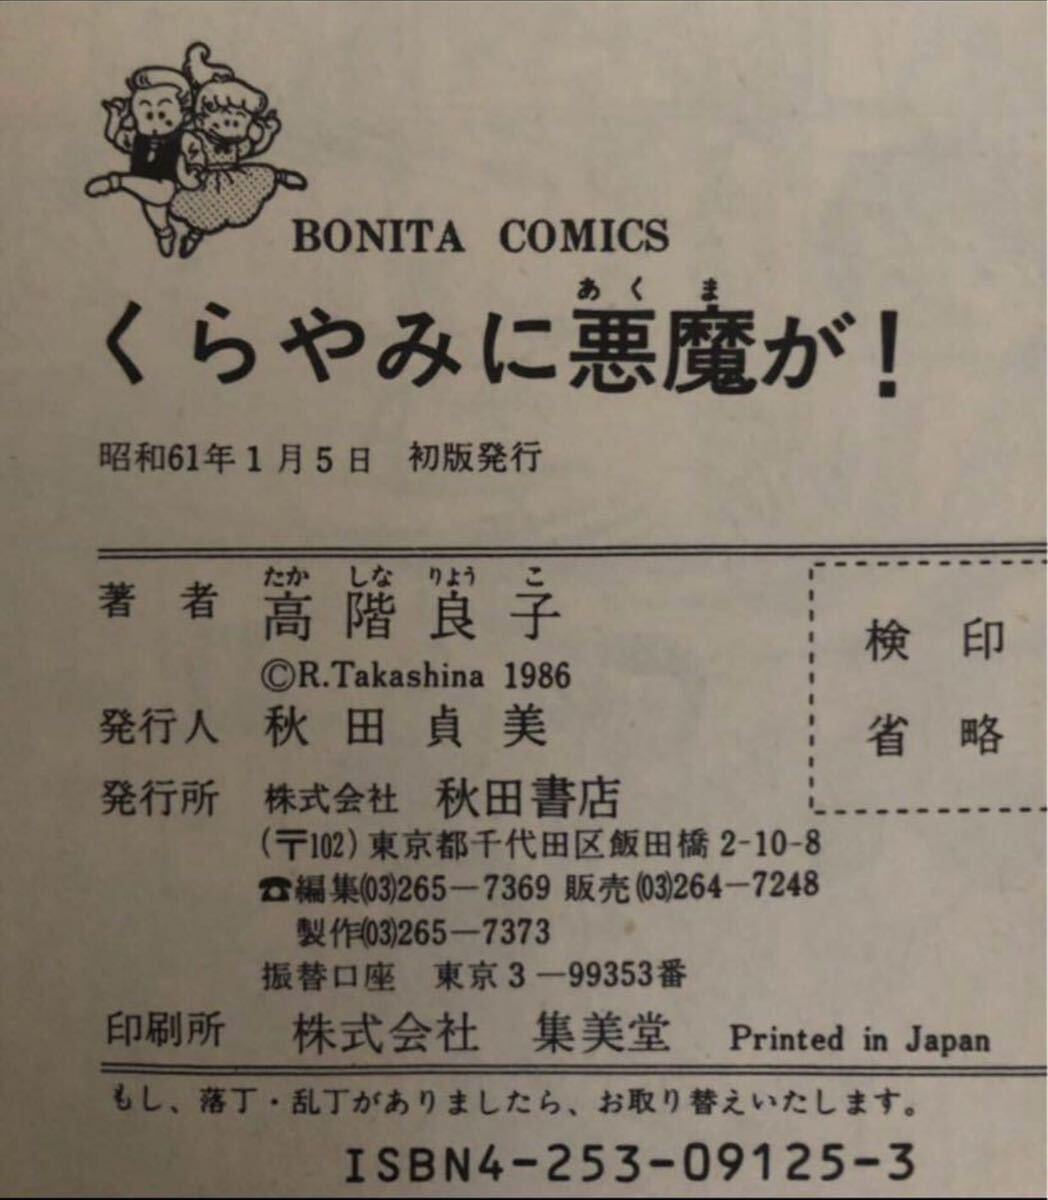 BONITA COMICS
くらやみに悪魔が！
あくま
昭和61年1月5日 初版発行
著者 高階良子
たかしなりょうこ
©R.Takashina 1986
発行人 秋田貞美
発行所 株式会社 秋田書店
(〒102)東京都千代田区飯田橋2-10-8
☎編集(03)265―7369 販売(03)264―7248
製作(03)265―7373
振替口座 東京3―99353番
印刷所 株式会社 集美堂 Printed in Japan
検印
省略
もし、落丁・乱丁がありましたら、お取り替えいたします。
ISBN4-253-09125-3